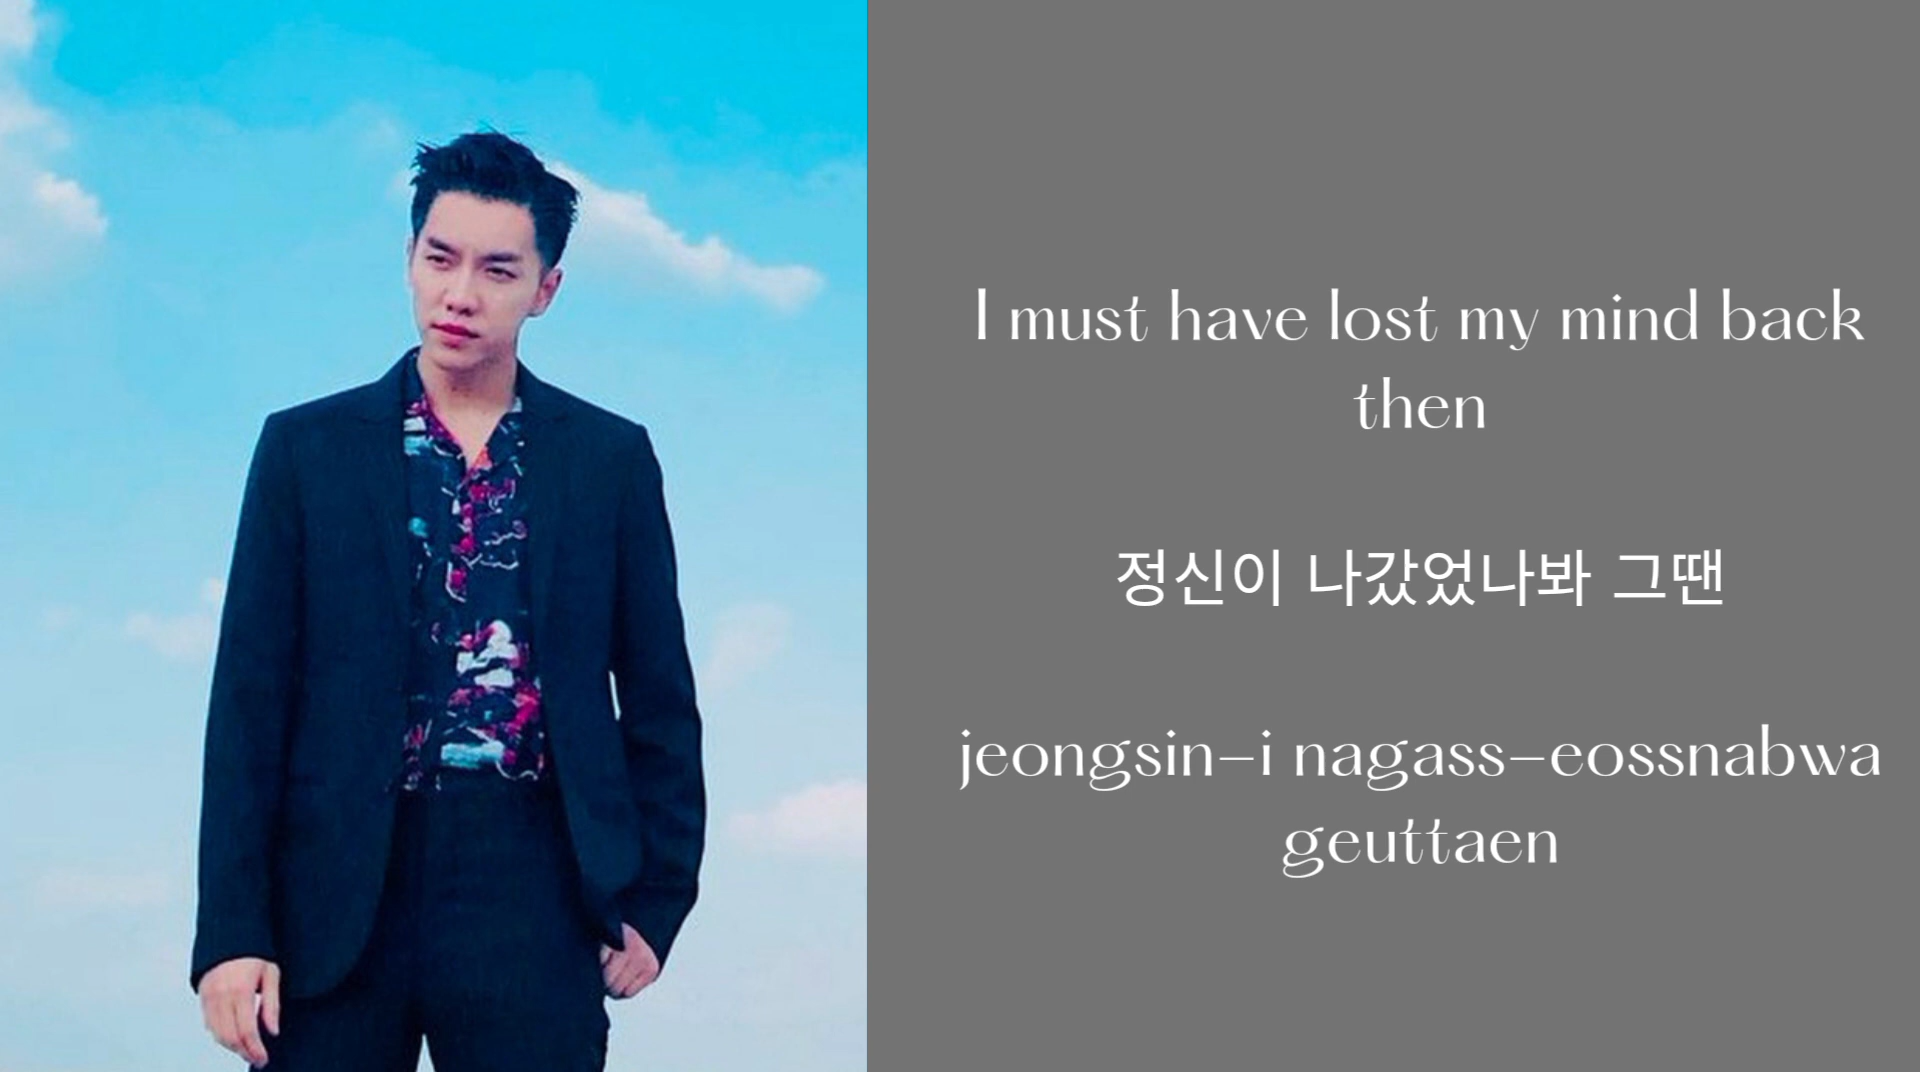 I must have lost my mind back
then
정신이 나갔었나봐 그땐
jeongsin-i nagass-eossnabwa
geuttaen